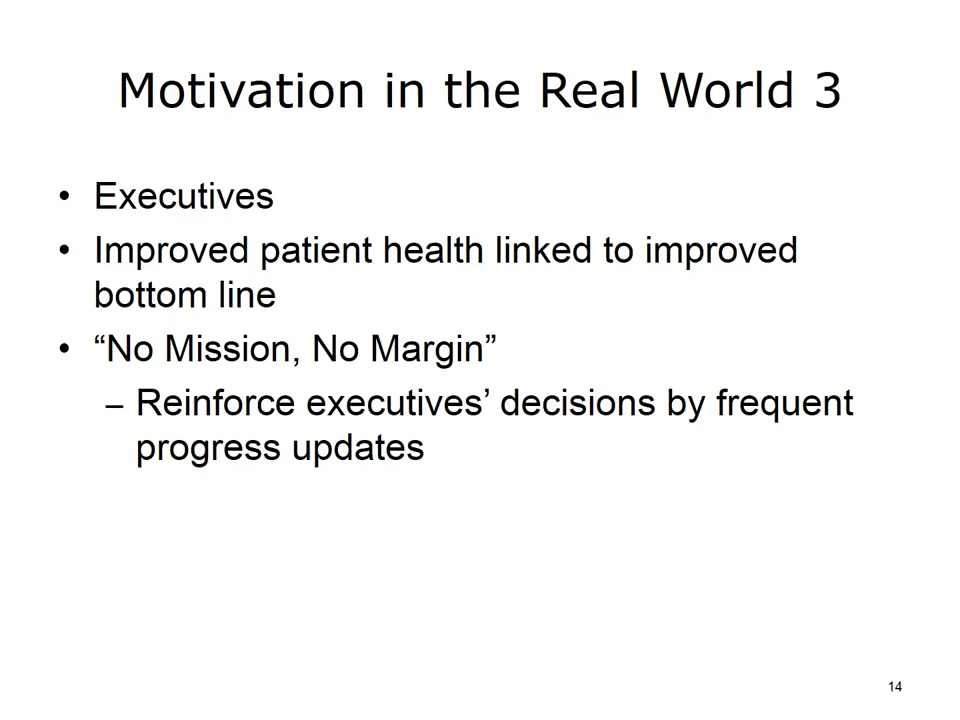 Motivation in the Real World 3
• Executives
• Improved patient health linked to improved
bottom line
• “No Mission, No Margin”
– Reinforce executives’ decisions by frequent
progress updates
14